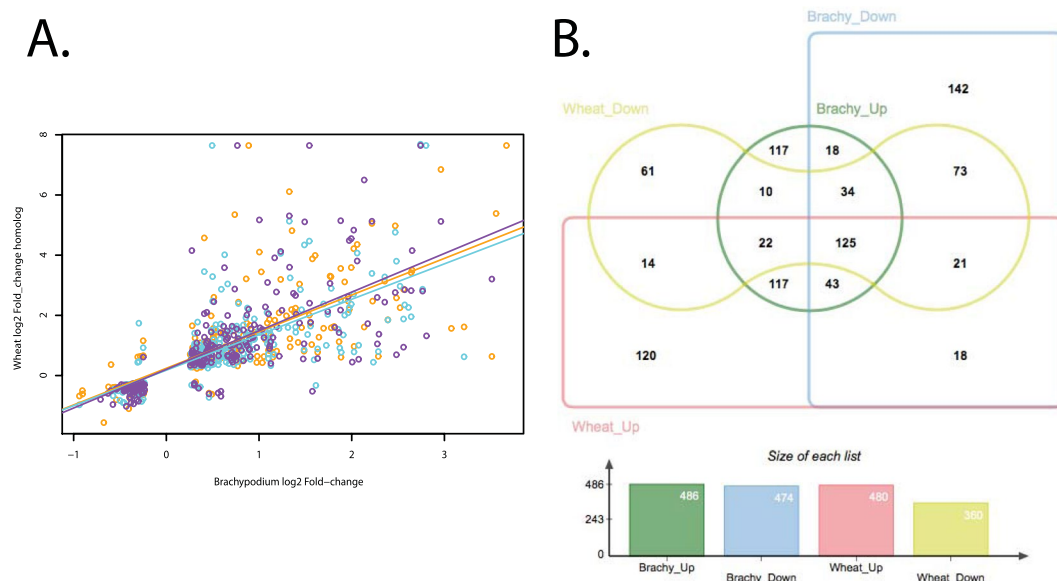 A.
B.
Wheat log2 Fold_change homolog
8
6
4
2
0
−1 0 1 2 3
Brachypodium log2 Fold−change
Brachy_Down
142
Wheat_Down
Brachy_Up
117 18
61 73
10 34
22 125
14 21
117 43
120 18
Wheat_Up
Size of each list
486
243
0
486 474 480 360
Brachy_Up Brachy_Down Wheat_Up Wheat_Down